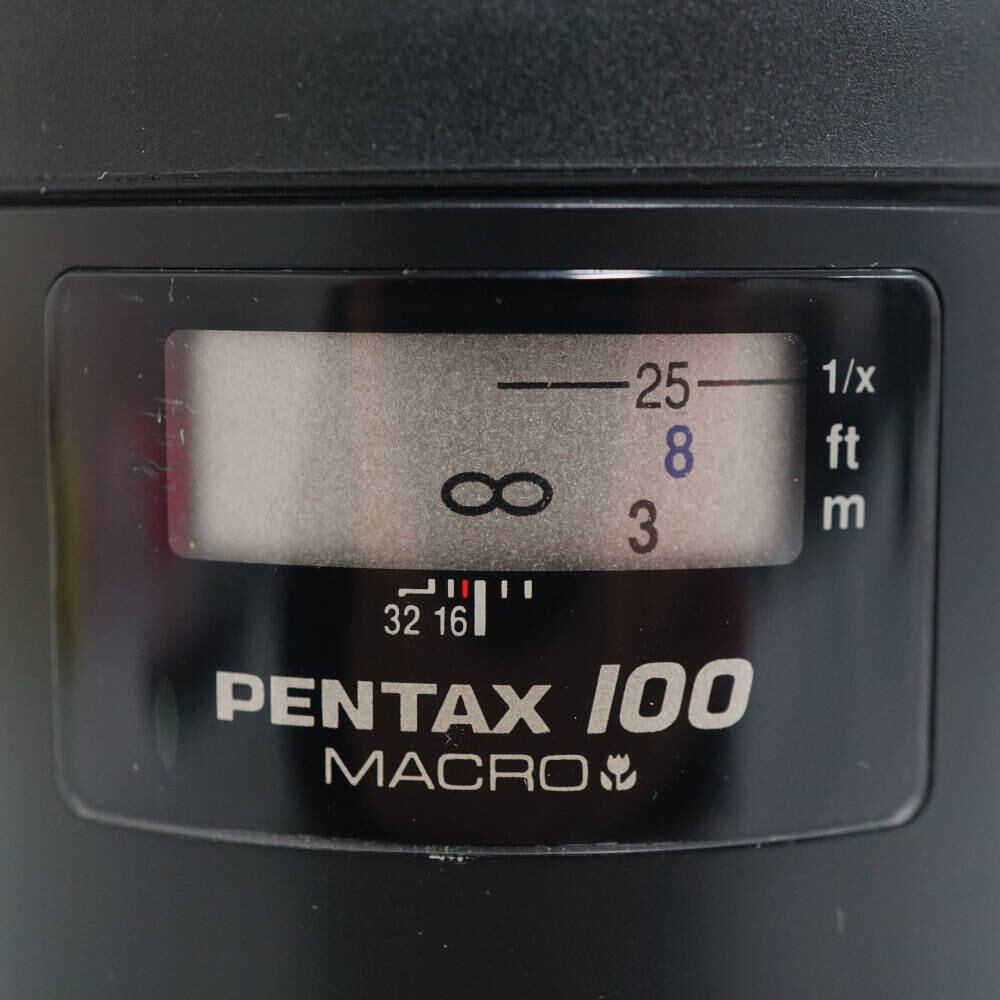 25 1/x
8 ft
∞ 3 m
32 16
PENTAX 100
MACRO